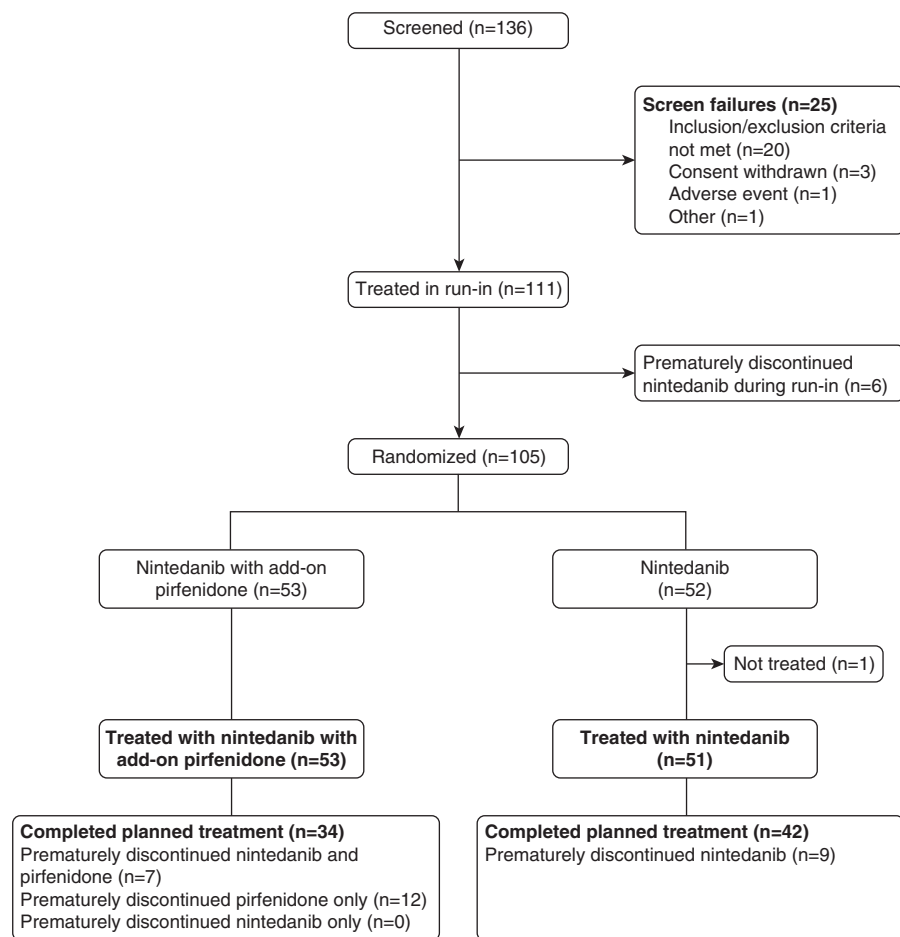 Screened (n=136)
Screen failures (n=25)
Inclusion/exclusion criteria
not met (n=20)
Consent withdrawn (n=3)
Adverse event (n=1)
Other (n=1)
Treated in run-in (n=111)
Prematurely discontinued
nintedanib during run-in (n=6)
Randomized (n=105)
Nintedanib with add-on
pirfenidone (n=53)
Nintedanib
(n=52)
Not treated (n=1)
Treated with nintedanib with
add-on pirfenidone (n=53)
Treated with nintedanib
(n=51)
Completed planned treatment (n=34)
Prematurely discontinued nintedanib and
pirfenidone (n=7)
Prematurely discontinued pirfenidone only (n=12)
Prematurely discontinued nintedanib only (n=0)
Completed planned treatment (n=42)
Prematurely discontinued nintedanib (n=9)